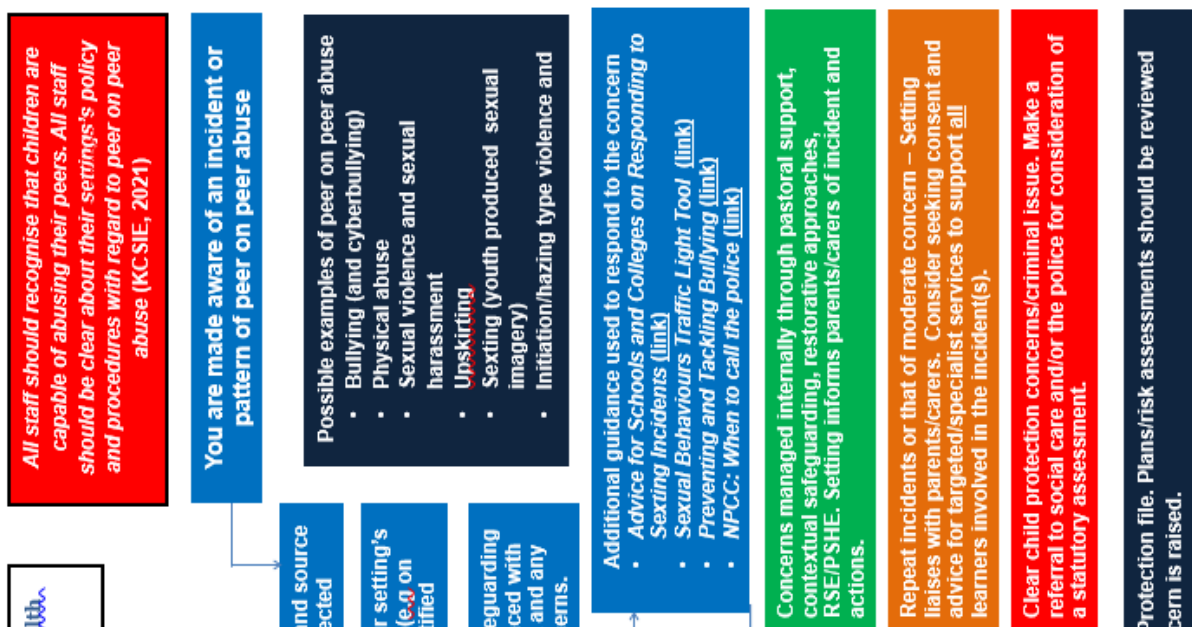 All staff should recognise that children are
capable of abusing their peers. All staff
should be clear about their settings's policy
and procedures with regard to peer on peer
abuse (KCSIE, 2021)
You are made aware of an incident or
pattern of peer on peer abuse
Possible examples of peer on peer abuse
• Bullying (and cyberbullying)
• Physical abuse
• Sexual violence and sexual
harassment
• Upskirting
• Sexting (youth produced sexual
imagery)
• Initiation/hazing type violence and
and source
ected
r setting's
(e.g on
tified
eguarding
ced with
and any
erns.
Additional guidance used to respond to the concern
• Advice for Schools and Colleges on Responding to
Sexting Incidents (link)
• Sexual Behaviours Traffic Light Tool (link)
• Preventing and Tackling Bullying (link)
• NPCC: When to call the police (link)
Concerns managed internally through pastoral support,
contextual safeguarding, restorative approaches,
RSE/PSHE. Setting informs parents/carers of incident and
actions.
Repeat incidents or that of moderate concern – Setting
liaises with parents/carers. Consider seeking consent and
advice for targeted/specialist services to support all
learners involved in the incident(s).
Clear child protection concerns/criminal issue. Make a
referral to social care and/or the police for consideration of
a statutory assessment.
Protection file. Plans/risk assessments should be reviewed
cern is raised.